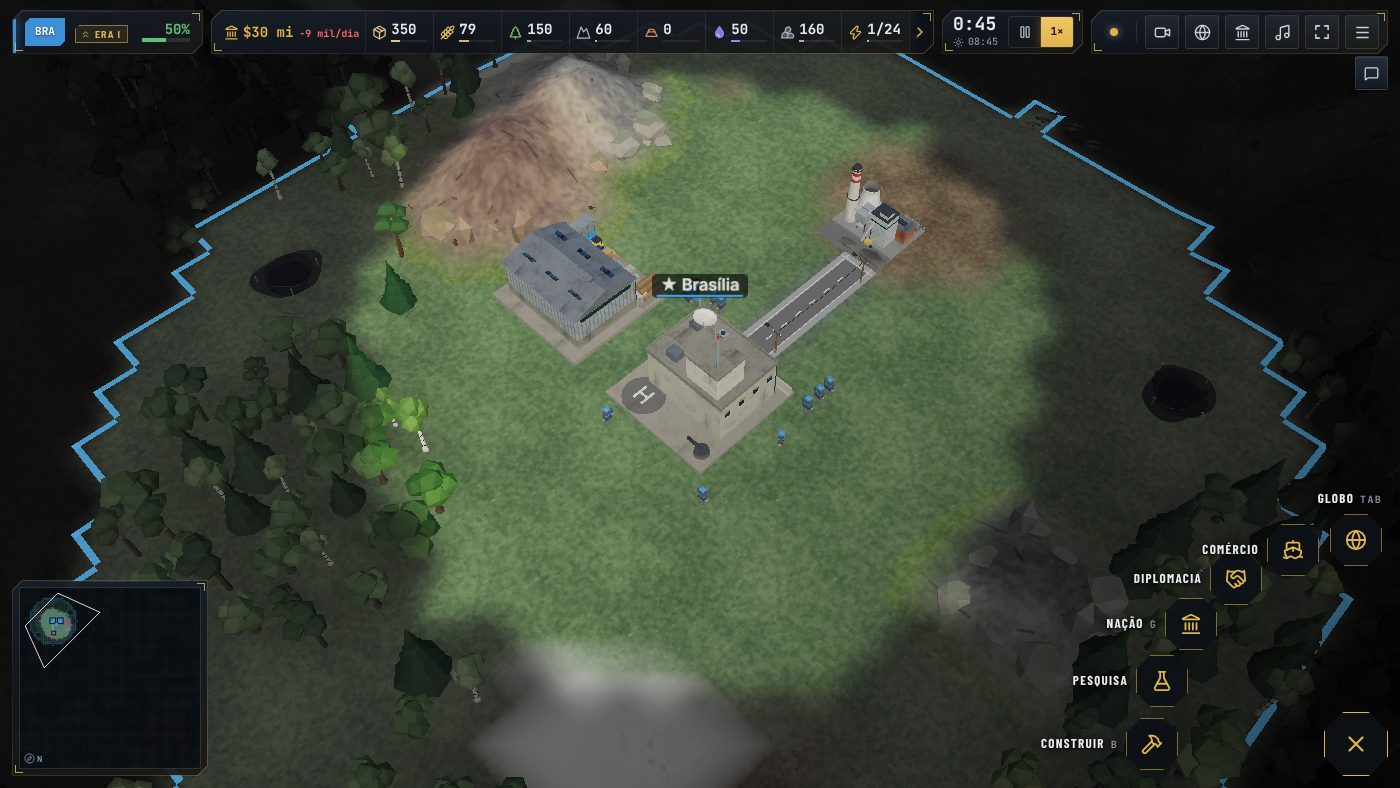 BRA
ERA I
50%
$30 mi -9 mil/dia
350
79
150
60
0
50
160
1/24
0:45
08:45
1×
★ Brasília
H
GLOBO TAB
COMÉRCIO
DIPLOMACIA
NAÇÃO G
PESQUISA
CONSTRUIR B
N